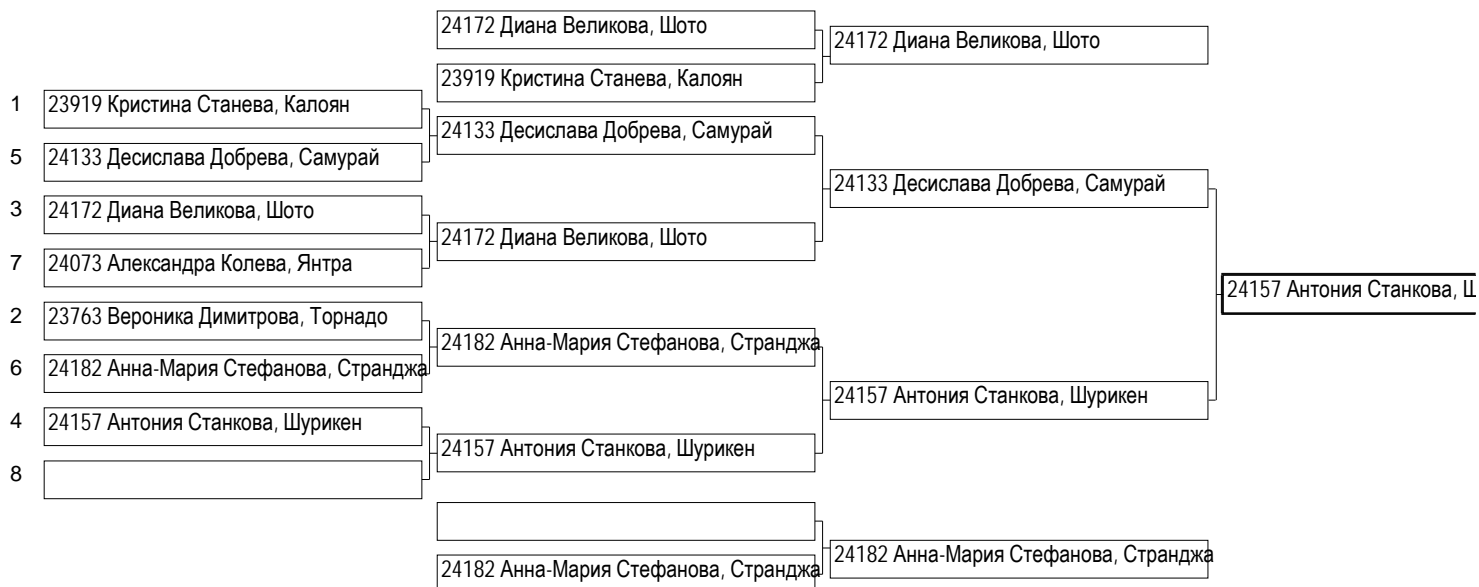 24172 Диана Великова, Шото
24172 Диана Великова, Шото
23919 Кристина Станева, Калоян
1 23919 Кристина Станева, Калоян
24133 Десислава Добрева, Самурай
5 24133 Десислава Добрева, Самурай
24133 Десислава Добрева, Самурай
3 24172 Диана Великова, Шото
24172 Диана Великова, Шото
7 24073 Александра Колева, Янтра
24157 Антония Станкова, Ш
2 23763 Вероника Димитрова, Торнадо
24182 Анна-Мария Стефанова, Странджа
6 24182 Анна-Мария Стефанова, Странджа
24157 Антония Станкова, Шурикен
4 24157 Антония Станкова, Шурикен
24157 Антония Станкова, Шурикен
8
24182 Анна-Мария Стефанова, Странджа
24182 Анна-Мария Стефанова, Странджа